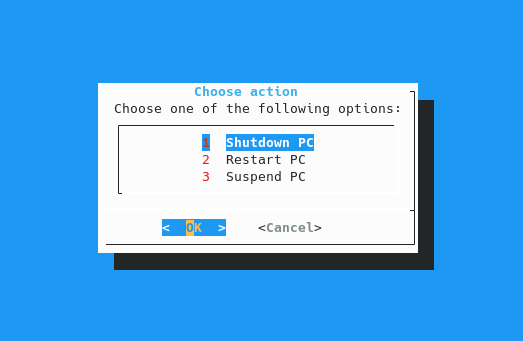 Choose action
Choose one of the following options:
1 Shutdown PC
2 Restart PC
3 Suspend PC
< OK > <Cancel>